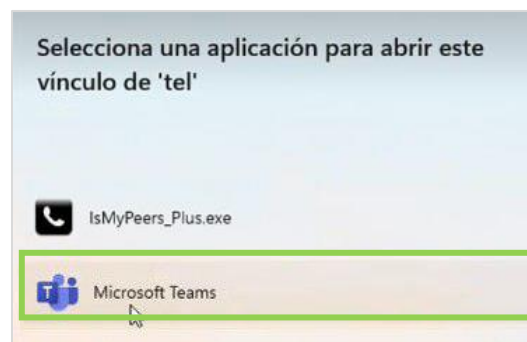 Selecciona una aplicación para abrir este
vínculo de 'tel'
IsMyPeers_Plus.exe
Microsoft Teams